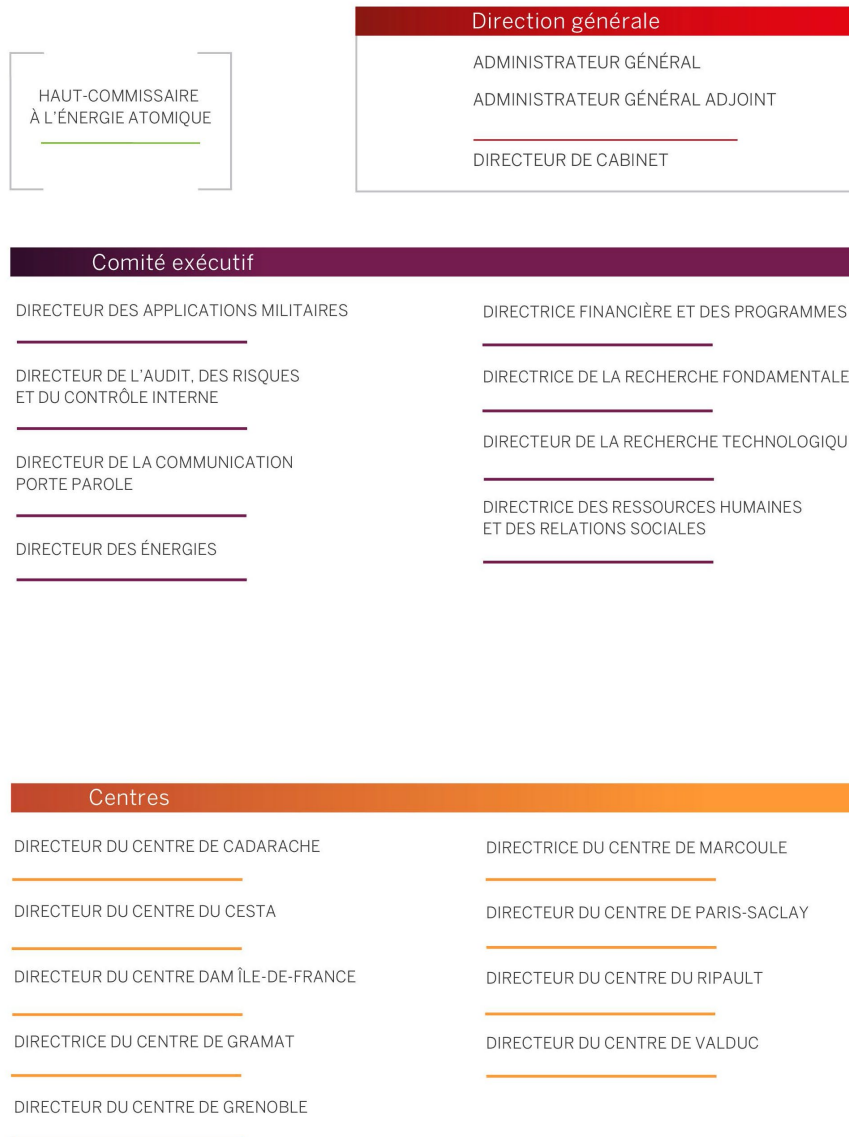 Direction générale
HAUT-COMMISSAIRE
À L'ÉNERGIE ATOMIQUE
ADMINISTRATEUR GÉNÉRAL
ADMINISTRATEUR GÉNÉRAL ADJOINT
DIRECTEUR DE CABINET
Comité exécutif
DIRECTEUR DES APPLICATIONS MILITAIRES
DIRECTEUR DE L'AUDIT, DES RISQUES
ET DU CONTRÔLE INTERNE
DIRECTEUR DE LA COMMUNICATION
PORTE PAROLE
DIRECTEUR DES ÉNERGIES
DIRECTRICE FINANCIÈRE ET DES PROGRAMMES
DIRECTRICE DE LA RECHERCHE FONDAMENTALE
DIRECTEUR DE LA RECHERCHE TECHNOLOGIQU
DIRECTRICE DES RESSOURCES HUMAINES
ET DES RELATIONS SOCIALES
Centres
DIRECTEUR DU CENTRE DE CADARACHE
DIRECTEUR DU CENTRE DU CESTA
DIRECTEUR DU CENTRE DAM ÎLE-DE-FRANCE
DIRECTRICE DU CENTRE DE GRAMAT
DIRECTEUR DU CENTRE DE GRENOBLE
DIRECTRICE DU CENTRE DE MARCOULE
DIRECTEUR DU CENTRE DE PARIS-SACLAY
DIRECTEUR DU CENTRE DU RIPAULT
DIRECTEUR DU CENTRE DE VALDUC